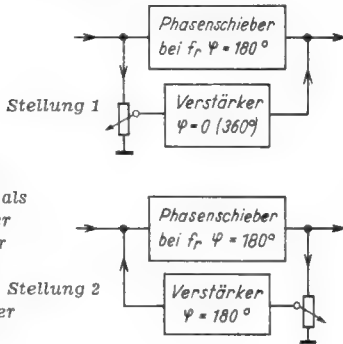 Phasenschieber
bei fr φ = 180°
Stellung 1
Verstärker
φ = 0 (360°)
als
er
r
Phasenschieber
bei fr φ = 180°
Stellung 2
er
Verstärker
φ = 180°